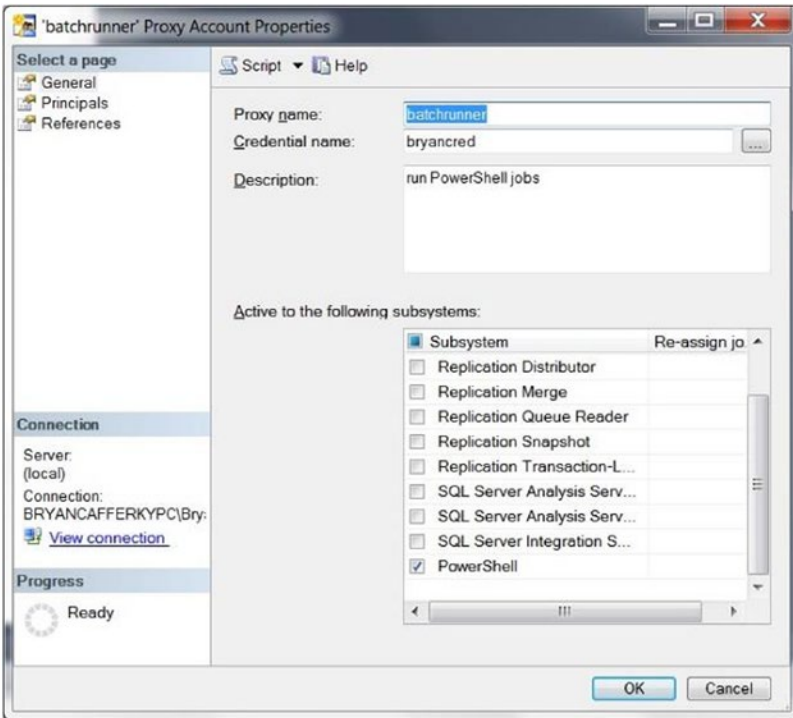 'batchrunner' Proxy Account Properties
Select a page
General
Principals
References
Script Help
Proxy name: batchrunner
Credential name: bryancred ...
Description: run PowerShell jobs
Active to the following subsystems:
Subsystem Re-assign jo.
Replication Distributor
Replication Merge
Replication Queue Reader
Replication Snapshot
Replication Transaction-L...
SQL Server Analysis Serv...
SQL Server Analysis Serv...
SQL Server Integration S...
PowerShell
Connection
Server:
(local)
Connection:
BRYANCAFFERKYPC\Bry
View connection
Progress
Ready
OK Cancel